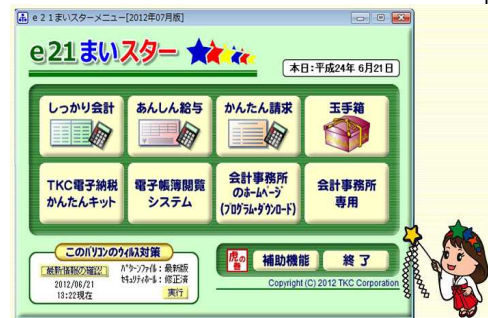 e21まいスターメニュー[2012年07月版]
e21まいスター
本日:平成24年 6月21日
しっかり会計
あんしん給与
かんたん請求
玉手箱
TKC電子納税
かんたんキット
電子帳簿閲覧
システム
会計事務所
のホームページ
(プログラム・ダウンロード)
会計事務所
専用
このパソコンのウイルス対策
最新情報の確認
2012/06/21
13:22現在
パターンファイル:最新版
セキュリティホール:修正済
実行
虎の巻
補助機能
終了
Copyright (C) 2012 TKC Corporation